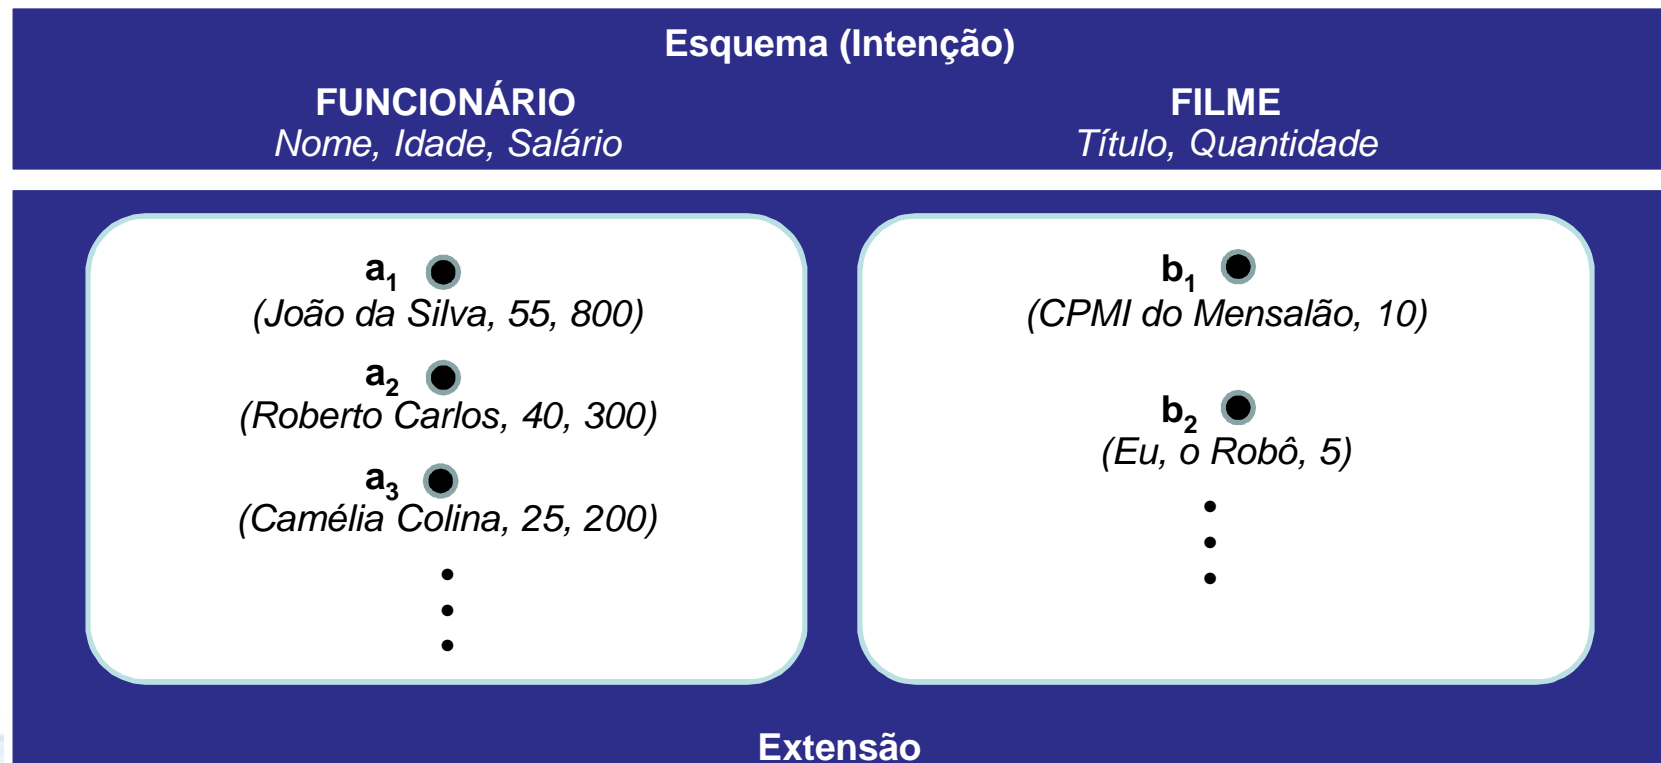 Esquema (Intenção)
FUNCIONÁRIO
Nome, Idade, Salário
FILME
Título, Quantidade
a1
(João da Silva, 55, 800)
a2
(Roberto Carlos, 40, 300)
a3
(Camélia Colina, 25, 200)
b1
(CPMI do Mensalão, 10)
b2
(Eu, o Robô, 5)
Extensão